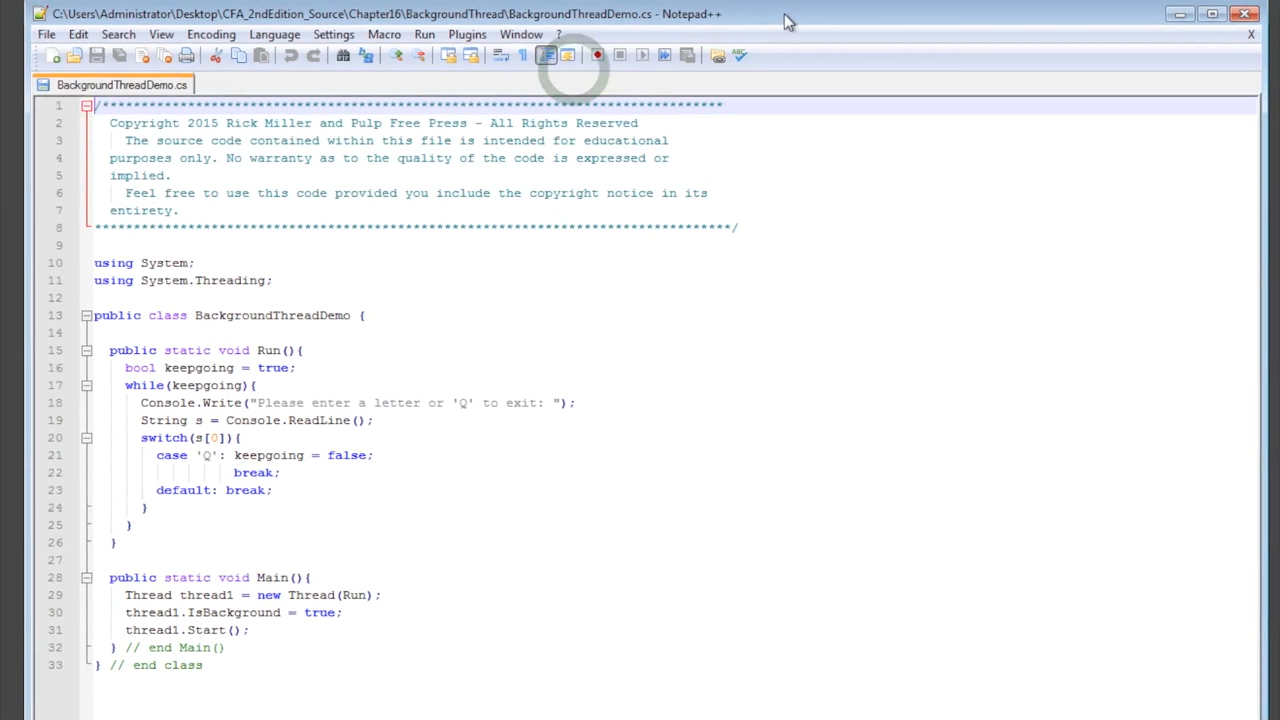 C:\Users\Administrator\Desktop\CFA_2ndEdition_Source\Chapter16\BackgroundThread\BackgroundThreadDemo.cs - Notepad++
File Edit Search View Encoding Language Settings Macro Run Plugins Window ? X
BackgroundThreadDemo.cs
1 /********************************************************************************
2 Copyright 2015 Rick Miller and Pulp Free Press - All Rights Reserved
3 The source code contained within this file is intended for educational
4 purposes only. No warranty as to the quality of the code is expressed or
5 implied.
6 Feel free to use this code provided you include the copyright notice in its
7 entirety.
8 **********************************************************************************/
9
10 using System;
11 using System.Threading;
12
13 public class BackgroundThreadDemo {
14
15 public static void Run(){
16 bool keepgoing = true;
17 while(keepgoing){
18 Console.Write("Please enter a letter or 'Q' to exit: ");
19 String s = Console.ReadLine();
20 switch(s[0]){
21 case 'Q': keepgoing = false;
22 break;
23 default: break;
24 }
25 }
26 }
27
28 public static void Main(){
29 Thread thread1 = new Thread(Run);
30 thread1.IsBackground = true;
31 thread1.Start();
32 } // end Main()
33 } // end class